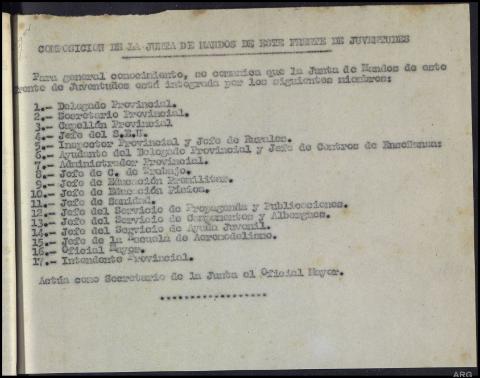 COMPOSICION DE LA JUNTA DE MANDOS DE ESTE FRENTE DE JUVENTUDES
Para general conocimiento, se comunica que la Junta de Mandos de este
Frente de Juventudes está integrada por los siguientes miembros:
1.- Delegado Provincial.
2.- Secretario Provincial.
3.- Capellán Provincial
4.- Jefe del S.E.U.
5.- Inspector Provincial y Jefe de Rurales.
6.- Ayudante del Delegado Provincial y Jefe de Centros de Enseñanza:
7.- Administrador Provincial.
8.- Jefe de C. de Trabajo.
9.- Jefe de Educación Premilitar.
10.- Jefe de Educación Física.
11.- Jefe de Sanidad.
12.- Jefe del Servicio de Propaganda y Publicaciones.
13.- Jefe del Servicio de Campamentos y Albergues.
14.- Jefe del Servicio de Ayuda Juvenil.
15.- Jefe de la Escuela de Aeromodelismo.
16.- Oficial Mayor.
17.- Intendente Provincial.
Actúa como Secretario de la Junta el Oficial Mayor.
ARG